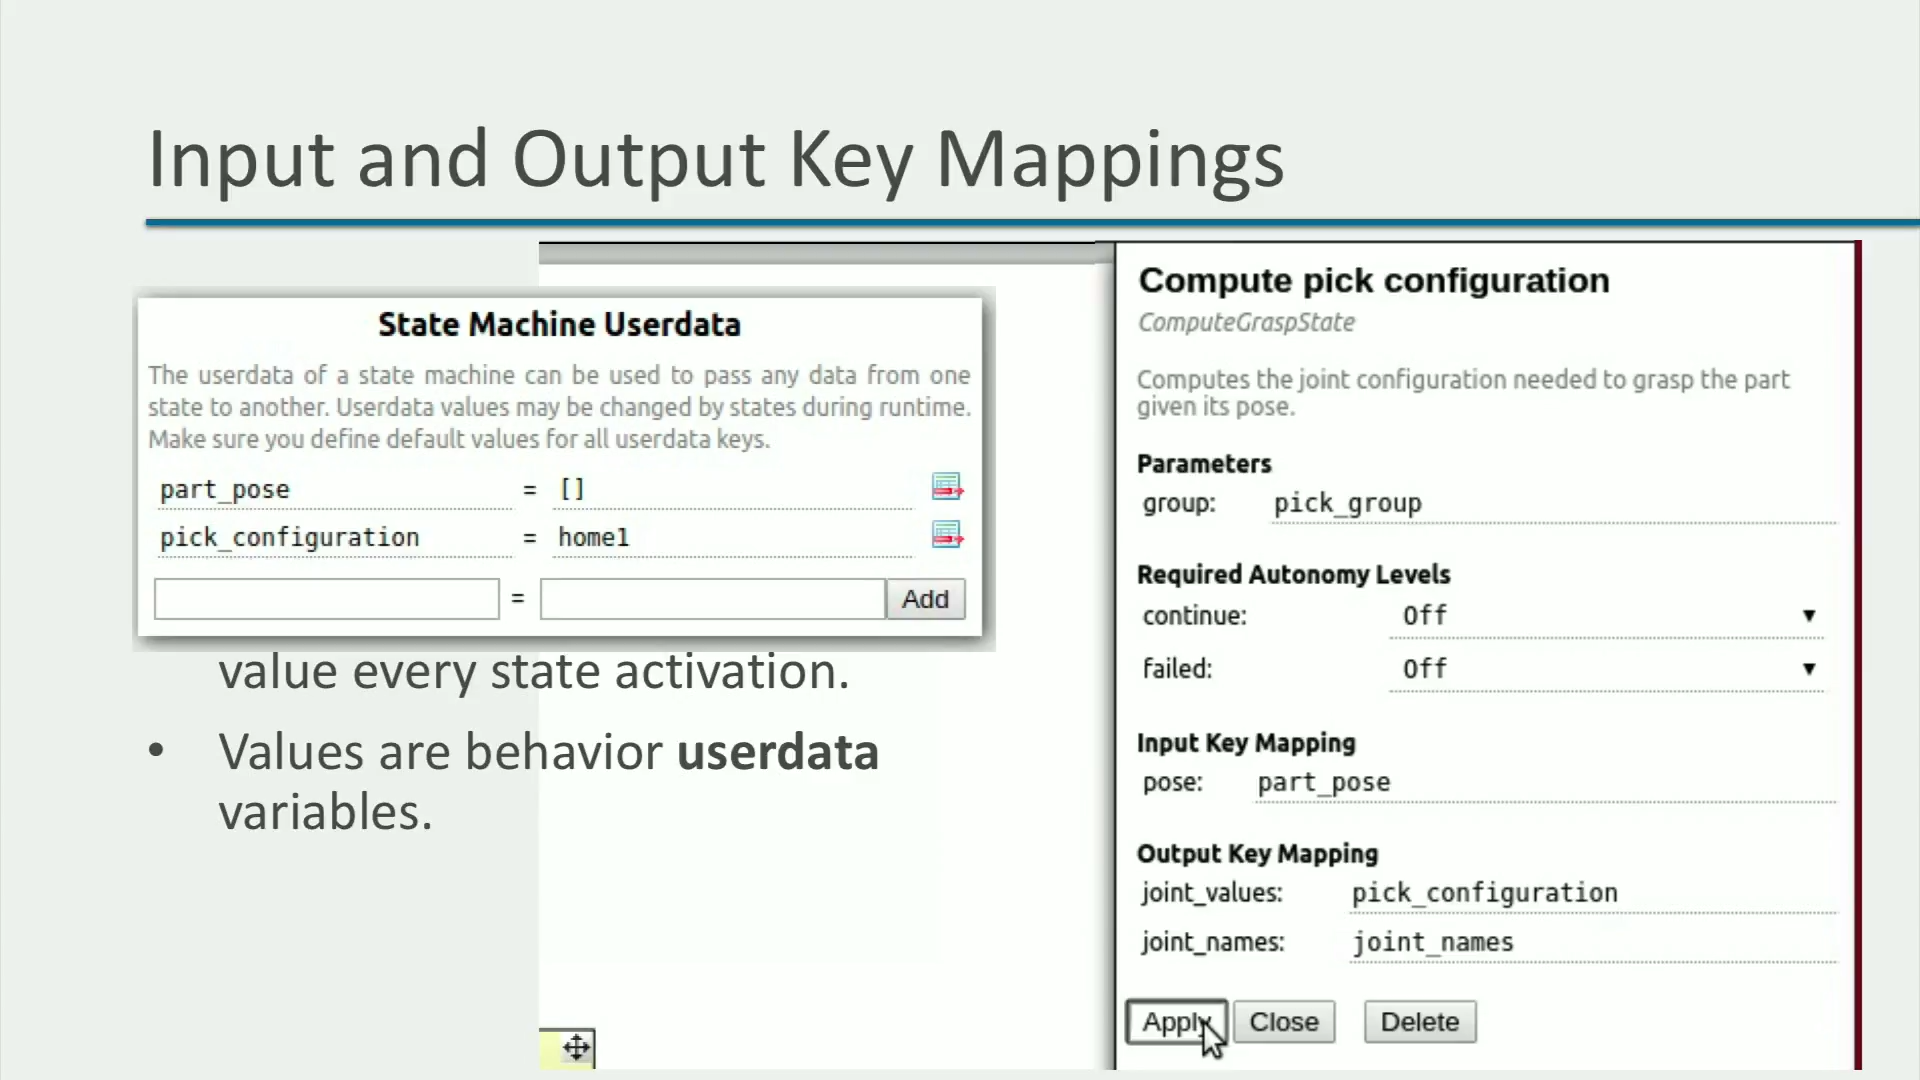 Input and Output Key Mappings
State Machine Userdata
The userdata of a state machine can be used to pass any data from one
state to another. Userdata values may be changed by states during runtime.
Make sure you define default values for all userdata keys.
part_pose = []
pick_configuration = home1
= Add
value every state activation.
• Values are behavior userdata
variables.
Compute pick configuration
ComputeGraspState
Computes the joint configuration needed to grasp the part
given its pose.
Parameters
group: pick_group
Required Autonomy Levels
continue: Off
failed: Off
Input Key Mapping
pose: part_pose
Output Key Mapping
joint_values: pick_configuration
joint_names: joint_names
Apply Close Delete